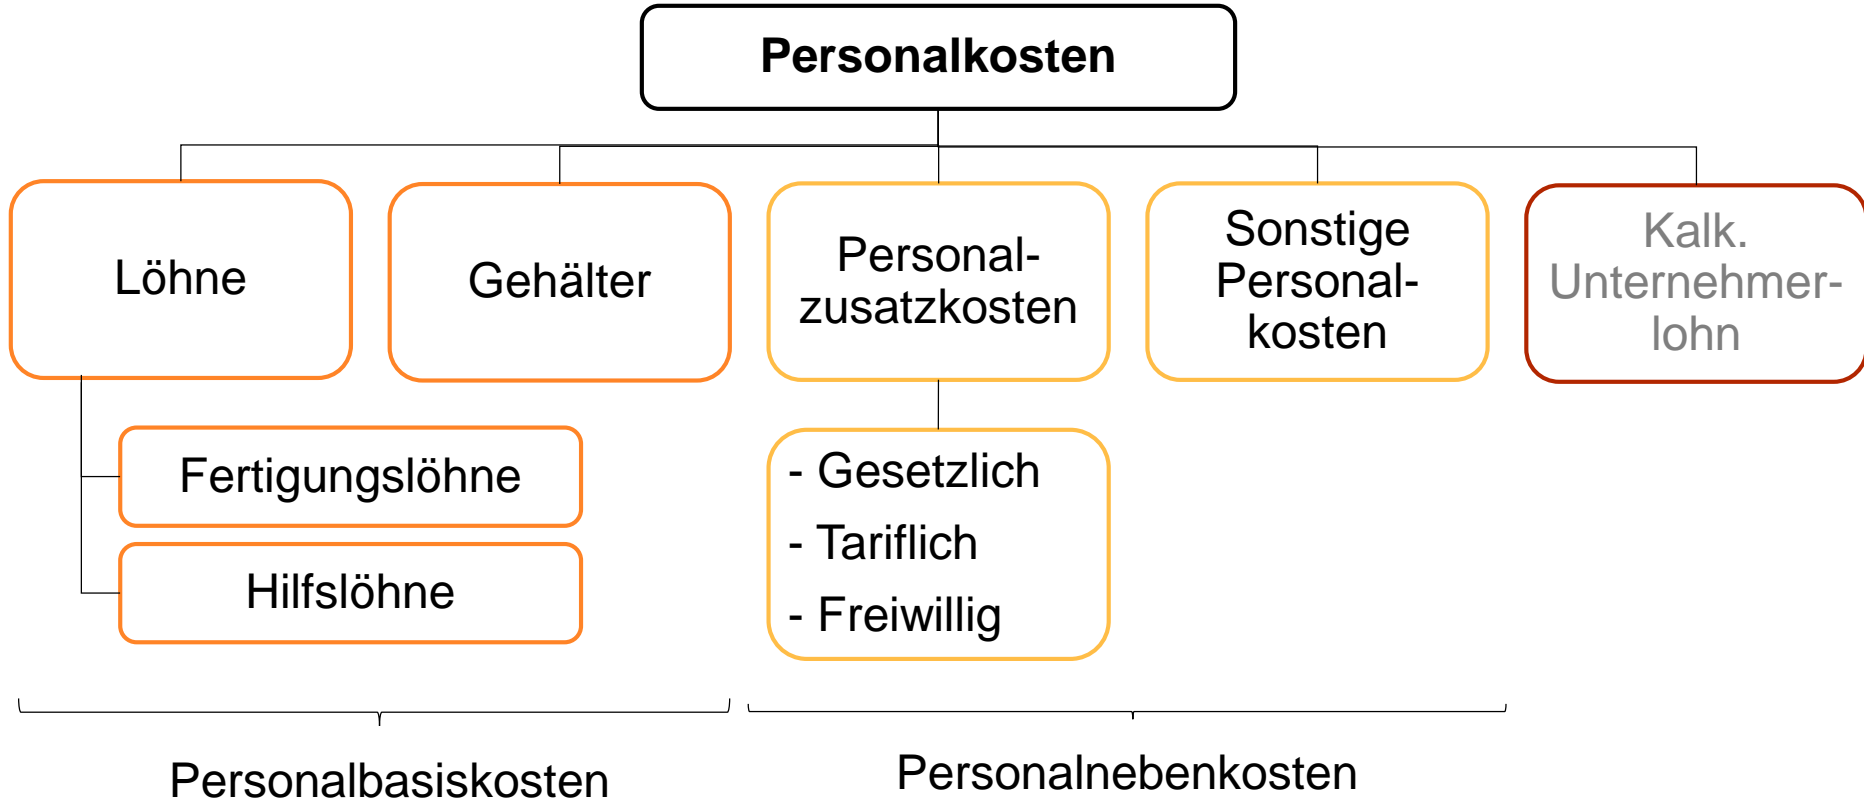 Personalkosten
Löhne
Gehälter
Personal-
zusatzkosten
Sonstige
Personal-
kosten
Kalk.
Unternehmer-
lohn
Fertigungslöhne
Hilfslöhne
- Gesetzlich
- Tariflich
- Freiwillig
Personalbasiskosten
Personalnebenkosten